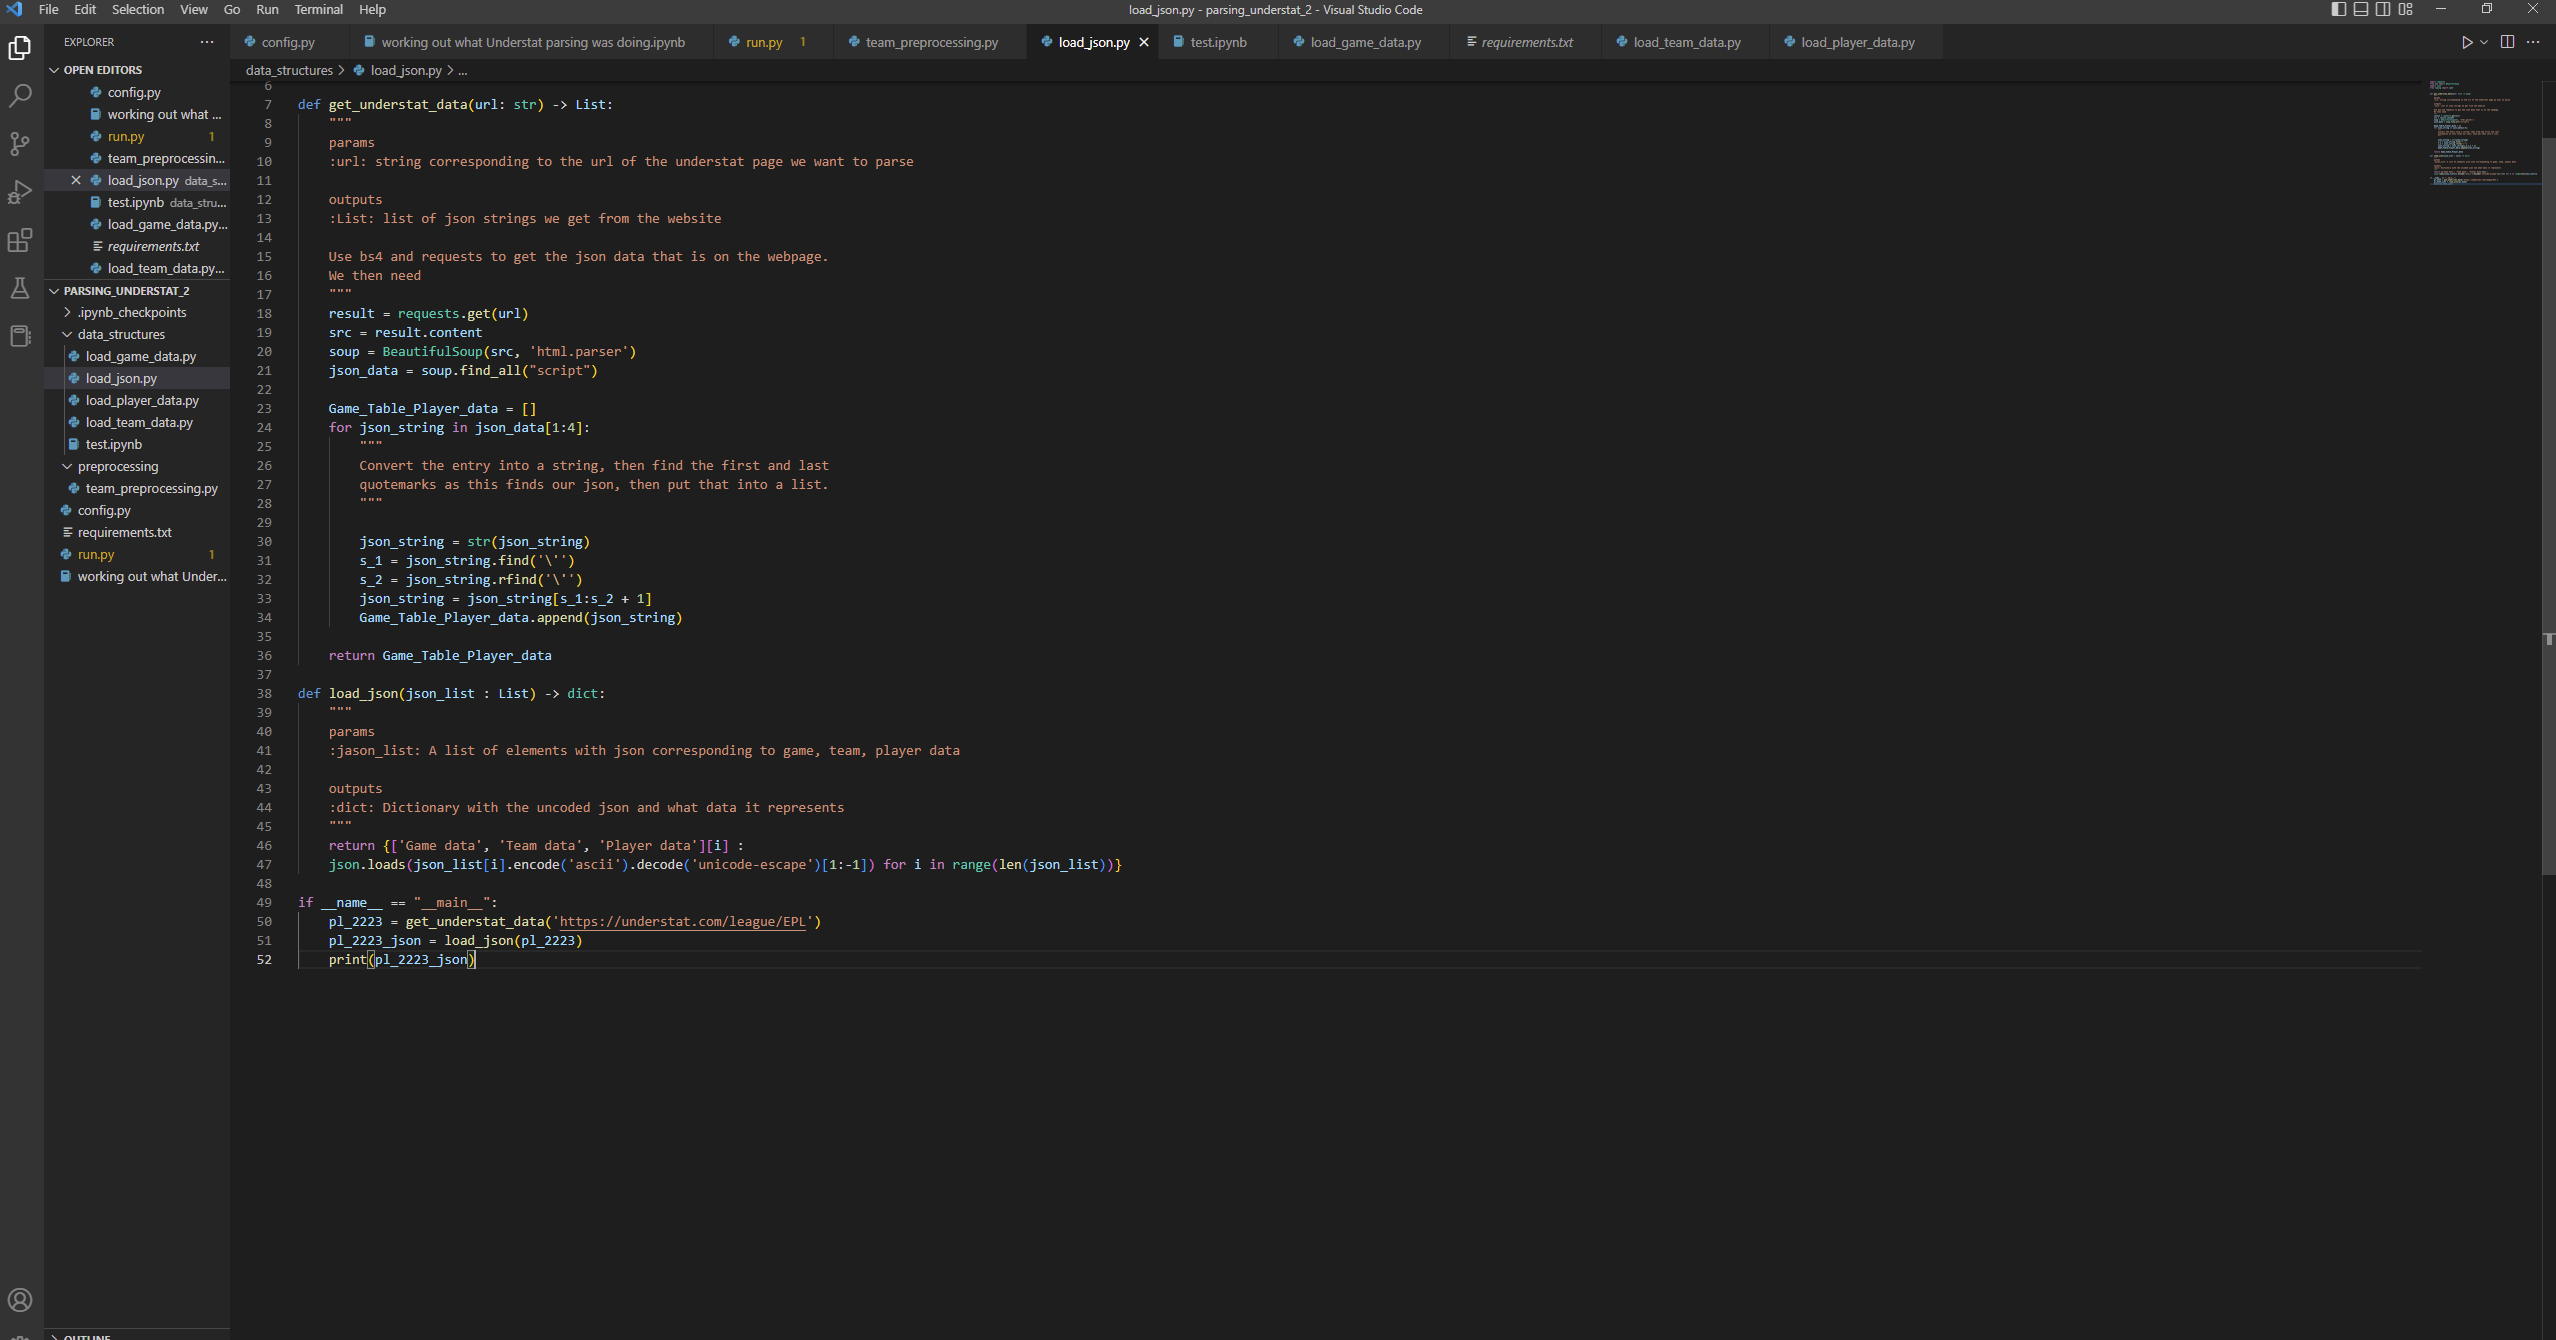 File Edit Selection View Go Run Terminal Help
load_json.py - parsing_understat_2 - Visual Studio Code
EXPLORER
OPEN EDITORS
config.py
working out what ...
run.py 1
team_preprocessin...
load_json.py data_s...
test.ipynb data_stru...
load_game_data.py...
requirements.txt
load_team_data.py...
PARSING_UNDERSTAT_2
.ipynb_checkpoints
data_structures
load_game_data.py
load_json.py
load_player_data.py
load_team_data.py
test.ipynb
preprocessing
team_preprocessing.py
config.py
requirements.txt
run.py 1
working out what Under...
OUTLINE
config.py working out what Understat parsing was doing.ipynb run.py 1 team_preprocessing.py load_json.py test.ipynb load_game_data.py requirements.txt load_team_data.py load_player_data.py
data_structures > load_json.py > ...
6
7 def get_understat_data(url: str) -> List:
8 """
9 params
10 :url: string corresponding to the url of the understat page we want to parse
11
12 outputs
13 :List: list of json strings we get from the website
14
15 Use bs4 and requests to get the json data that is on the webpage.
16 We then need
17 """
18 result = requests.get(url)
19 src = result.content
20 soup = BeautifulSoup(src, 'html.parser')
21 json_data = soup.find_all("script")
22
23 Game_Table_Player_data = []
24 for json_string in json_data[1:4]:
25 """
26 Convert the entry into a string, then find the first and last
27 quotemarks as this finds our json, then put that into a list.
28 """
29
30 json_string = str(json_string)
31 s_1 = json_string.find('\'')
32 s_2 = json_string.rfind('\'')
33 json_string = json_string[s_1:s_2 + 1]
34 Game_Table_Player_data.append(json_string)
35
36 return Game_Table_Player_data
37
38 def load_json(json_list : List) -> dict:
39 """
40 params
41 :jason_list: A list of elements with json corresponding to game, team, player data
42
43 outputs
44 :dict: Dictionary with the uncoded json and what data it represents
45 """
46 return {['Game data', 'Team data', 'Player data'][i] :
47 json.loads(json_list[i].encode('ascii').decode('unicode-escape')[1:-1]) for i in range(len(json_list))}
48
49 if __name__ == "__main__":
50 pl_2223 = get_understat_data('https://understat.com/league/EPL')
51 pl_2223_json = load_json(pl_2223)
52 print(pl_2223_json)